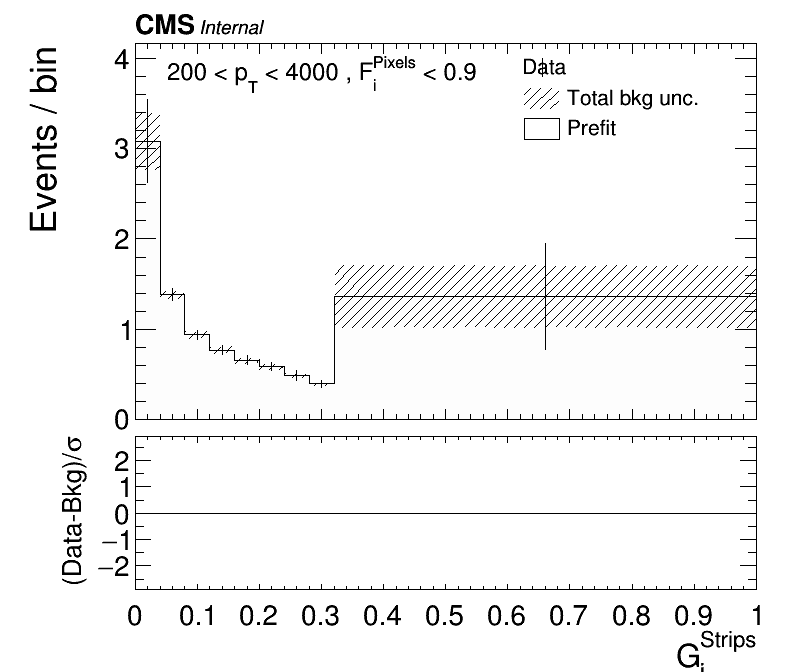 CMS Internal
200 < p_T < 4000 , F_i^Pixels < 0.9
Data
Total bkg unc.
Prefit
Events / bin
4
3
2
1
0
(Data-Bkg)/σ
2
1
0
−1
−2
0 0.1 0.2 0.3 0.4 0.5 0.6 0.7 0.8 0.9 1
G_i^Strips